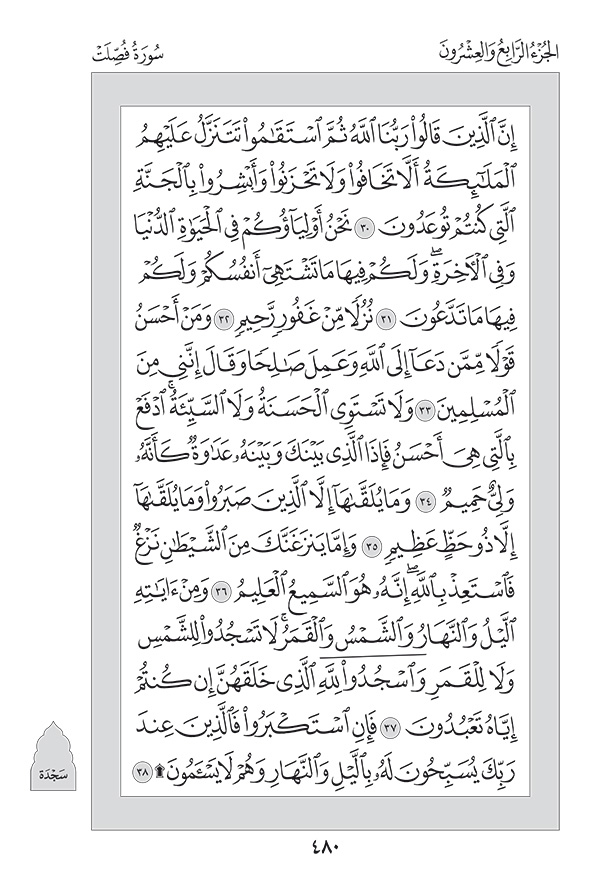 الجُزْءُ الرَّابِعُ وَالعِشْرُونَ
سُورَةُ فُصِّلَتْ
إِنَّ ٱلَّذِينَ قَالُواْ رَبُّنَا ٱللَّهُ ثُمَّ ٱسْتَقَٰمُواْ تَتَنَزَّلُ عَلَيْهِمُ
ٱلْمَلَٰٓئِكَةُ أَلَّا تَخَافُواْ وَلَا تَحْزَنُواْ وَأَبْشِرُواْ بِٱلْجَنَّةِ
ٱلَّتِي كُنتُمْ تُوعَدُونَ ٣٠ نَحْنُ أَوْلِيَآؤُكُمْ فِي ٱلْحَيَوٰةِ ٱلدُّنْيَا
وَفِي ٱلْأٓخِرَةِۖ وَلَكُمْ فِيهَا مَا تَشْتَهِيٓ أَنفُسُكُمْ وَلَكُمْ
فِيهَا مَا تَدَّعُونَ ٣١ نُزُلًا مِّنْ غَفُورٍ رَّحِيمٍ ٣٢ وَمَنْ أَحْسَنُ
قَوْلًا مِّمَّن دَعَآ إِلَى ٱللَّهِ وَعَمِلَ صَٰلِحًا وَقَالَ إِنَّنِي مِنَ
ٱلْمُسْلِمِينَ ٣٣ وَلَا تَسْتَوِي ٱلْحَسَنَةُ وَلَا ٱلسَّيِّئَةُۚ ٱدْفَعْ
بِٱلَّتِي هِيَ أَحْسَنُ فَإِذَا ٱلَّذِي بَيْنَكَ وَبَيْنَهُۥ عَدَٰوَةٌ كَأَنَّهُۥ
وَلِيٌّ حَمِيمٌ ٣٤ وَمَا يُلَقَّىٰهَآ إِلَّا ٱلَّذِينَ صَبَرُواْ وَمَا يُلَقَّىٰهَآ
إِلَّا ذُو حَظٍّ عَظِيمٍ ٣٥ وَإِمَّا يَنزَغَنَّكَ مِنَ ٱلشَّيْطَٰنِ نَزْغٌ
فَٱسْتَعِذْ بِٱللَّهِۖ إِنَّهُۥ هُوَ ٱلسَّمِيعُ ٱلْعَلِيمُ ٣٦ وَمِنْ ءَايَٰتِهِ
ٱلَّيْلُ وَٱلنَّهَارُ وَٱلشَّمْسُ وَٱلْقَمَرُۚ لَا تَسْجُدُواْ لِلشَّمْسِ
وَلَا لِلْقَمَرِ وَٱسْجُدُواْ لِلَّهِ ٱلَّذِي خَلَقَهُنَّ إِن كُنتُمْ
إِيَّاهُ تَعْبُدُونَ ٣٧ فَإِنِ ٱسْتَكْبَرُواْ فَٱلَّذِينَ عِندَ
رَبِّكَ يُسَبِّحُونَ لَهُۥ بِٱلَّيْلِ وَٱلنَّهَارِ وَهُمْ لَا يَسْـَٔمُونَ۩ ٣٨
سَجْدَة
٤٨٠